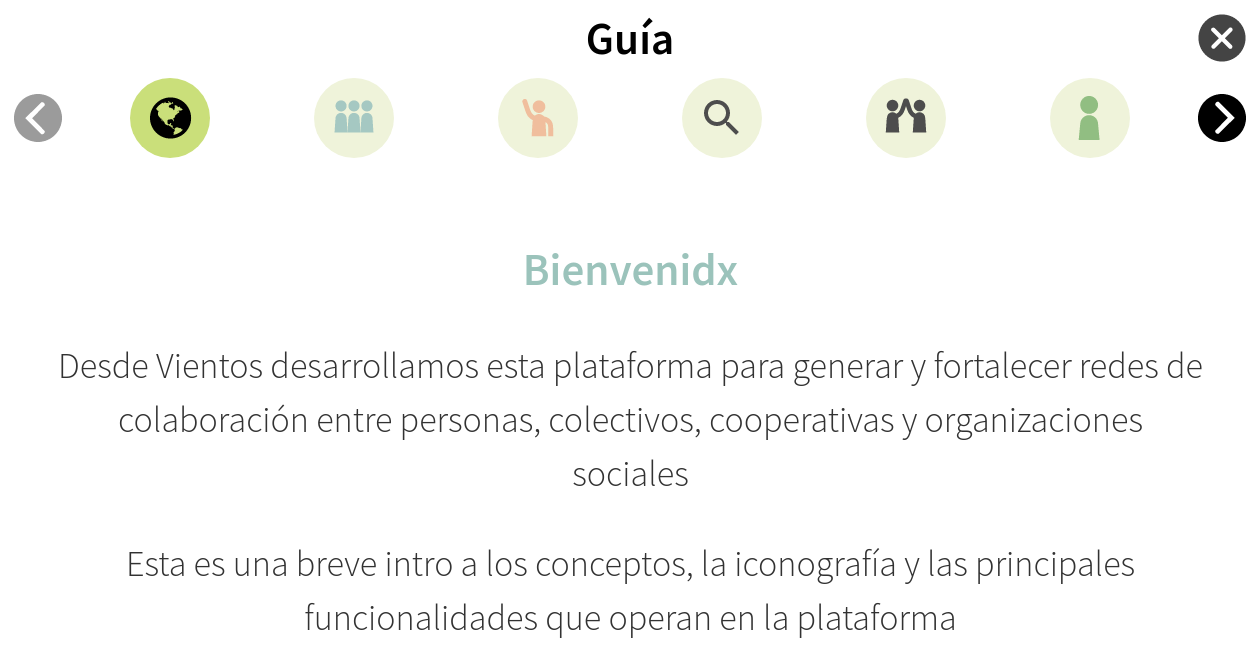 Guía
Bienvenidx
Desde Vientos desarrollamos esta plataforma para generar y fortalecer redes de
colaboración entre personas, colectivos, cooperativas y organizaciones
sociales
Esta es una breve intro a los conceptos, la iconografía y las principales
funcionalidades que operan en la plataforma